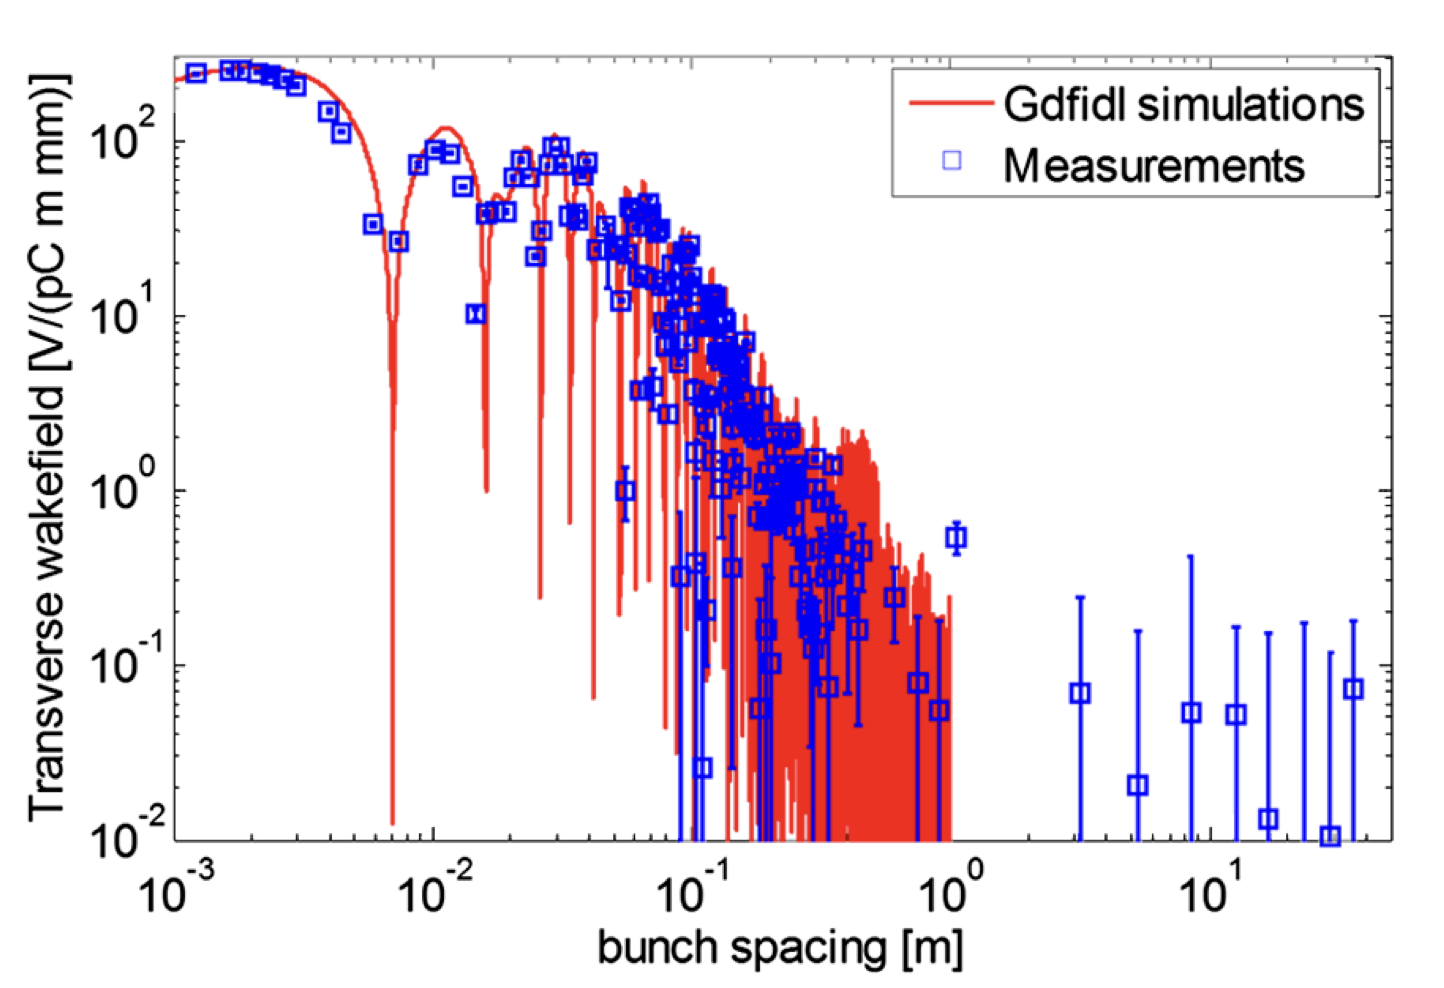 Gdfidl simulations
Measurements
Transverse wakefield [V/(pC m mm)]
10^2
10^1
10^0
10^-1
10^-2
10^-3 10^-2 10^-1 10^0 10^1
bunch spacing [m]